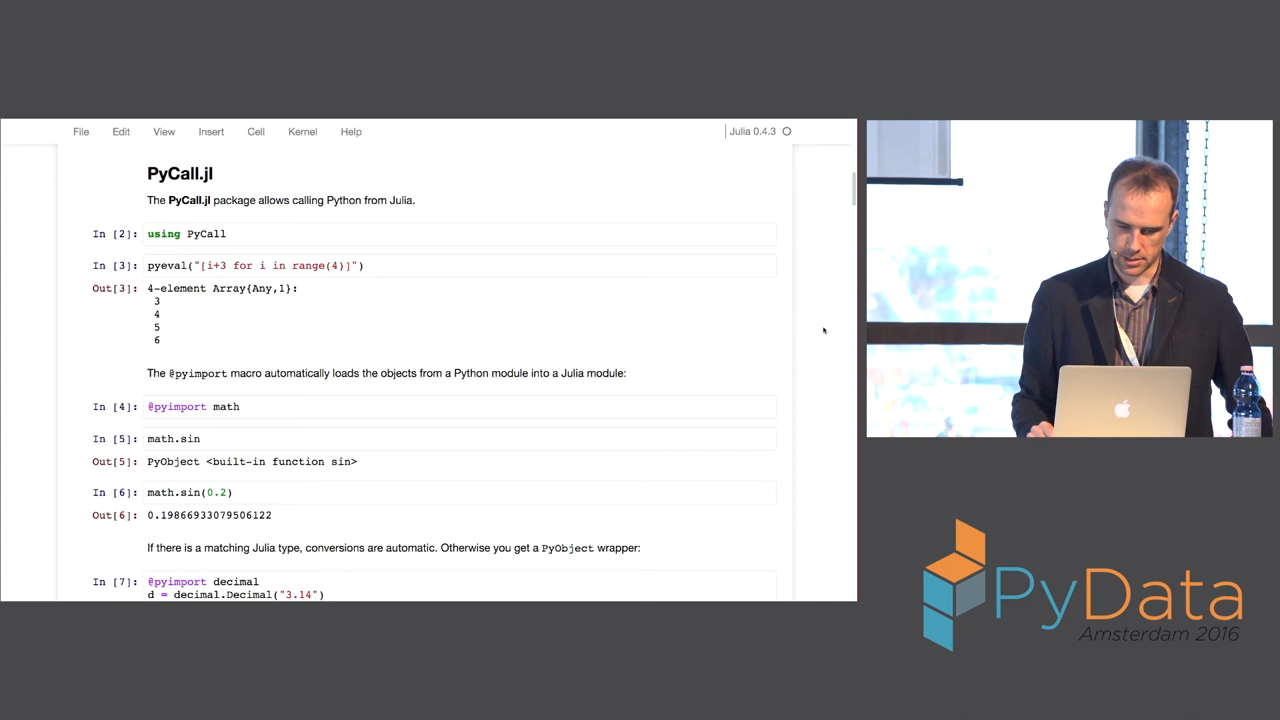 File Edit View Insert Cell Kernel Help Julia 0.4.3
PyCall.jl
The PyCall.jl package allows calling Python from Julia.
In [2]: using PyCall
In [3]: pyeval("[i+3 for i in range(4)]")
Out[3]: 4-element Array{Any,1}:
3
4
5
6
The @pyimport macro automatically loads the objects from a Python module into a Julia module:
In [4]: @pyimport math
In [5]: math.sin
Out[5]: PyObject <built-in function sin>
In [6]: math.sin(0.2)
Out[6]: 0.19866933079506122
If there is a matching Julia type, conversions are automatic. Otherwise you get a PyObject wrapper:
In [7]: @pyimport decimal
d = decimal.Decimal("3.14")
PyData
Amsterdam 2016